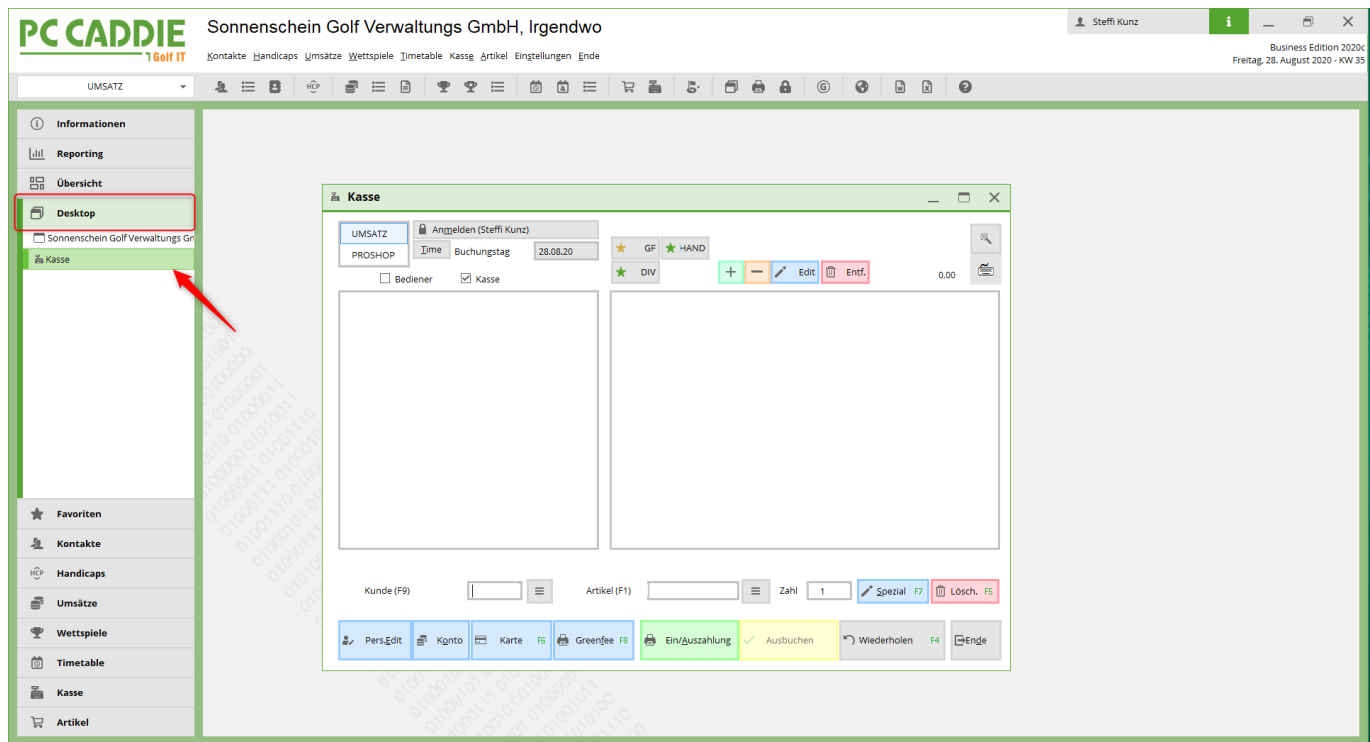 PC CADDIE
Golf IT
Sonnenschein Golf Verwaltungs GmbH, Irgendwo
Kontakte Handicaps Umsätze Wettspiele Timetable Kasse Artikel Einstellungen Ende
Steffi Kunz
i
Business Edition 2020c
Freitag, 28. August 2020 - KW 35
UMSATZ
HCP
Informationen
Reporting
Übersicht
Desktop
Sonnenschein Golf Verwaltungs Gm
Kasse
Favoriten
Kontakte
HCP Handicaps
Umsätze
Wettspiele
Timetable
Kasse
Artikel
Kasse
UMSATZ
PROSHOP
Anmelden (Steffi Kunz)
Time Buchungstag 28.08.20
Bediener Kasse
GF HAND
DIV
Edit Entf.
0,00
Kunde (F9)
Artikel (F1)
Zahl 1
Spezial F7
Lösch. F5
Pers.Edit
Konto
Karte F6
Greenfee F8
Ein/Auszahlung
Ausbuchen
Wiederholen F4
Ende